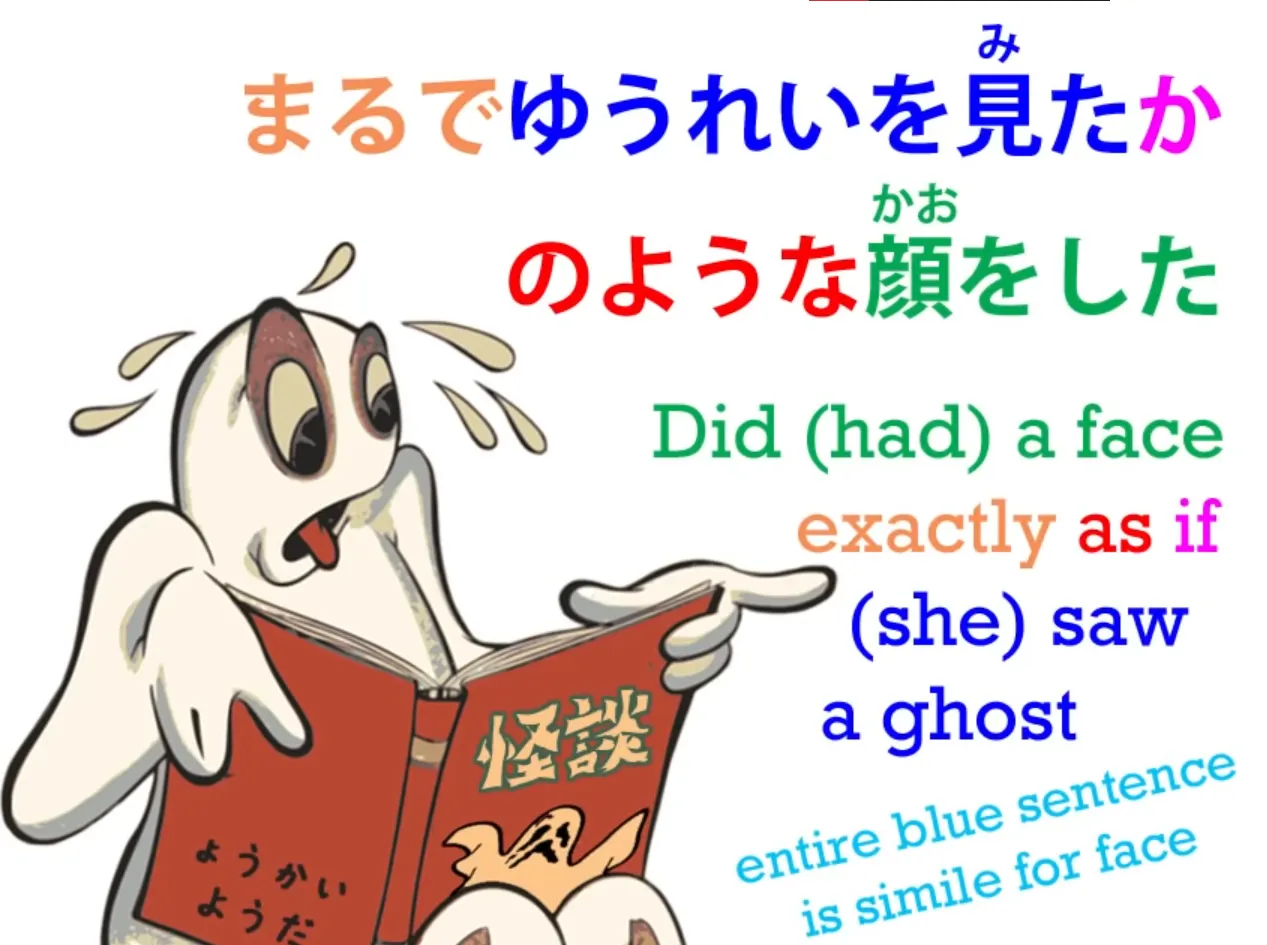 み
まるでゆうれいを見たか
かお
のような顔をした
Did (had) a face
exactly as if
(she) saw
a ghost
entire blue sentence
is simile for face
怪談
ようかい
ようだ